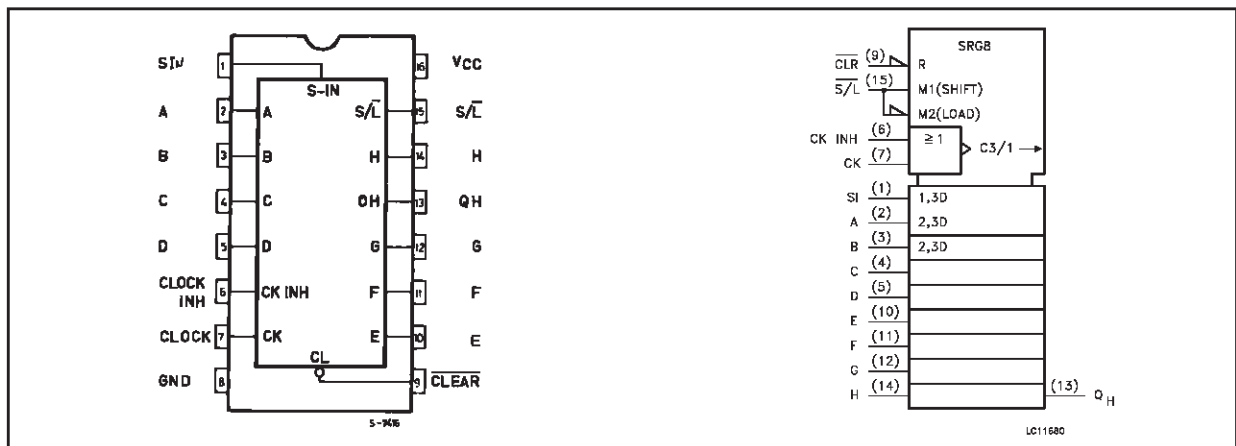 SIN 1 16 VCC
S-IN
A 2 A S/L̅ 15 S/L̅
B 3 B H 14 H
C 4 C QH 13 QH
D 5 D G 12 G
CLOCK INH 6 CK INH F 11 F
CLOCK 7 CK E 10 E
CL
GND 8 9 C̅L̅E̅A̅R̅
S-1416
SRG8
C̅L̅R̅ (9) R
S̅/̅L̅ (15) M1(SHIFT)
M2(LOAD)
CK INH (6) ≧1
CK (7) C3/1
SI (1) 1,3D
A (2) 2,3D
B (3) 2,3D
C (4)
D (5)
E (10)
F (11)
G (12)
H (14) (13) QH
LC11680